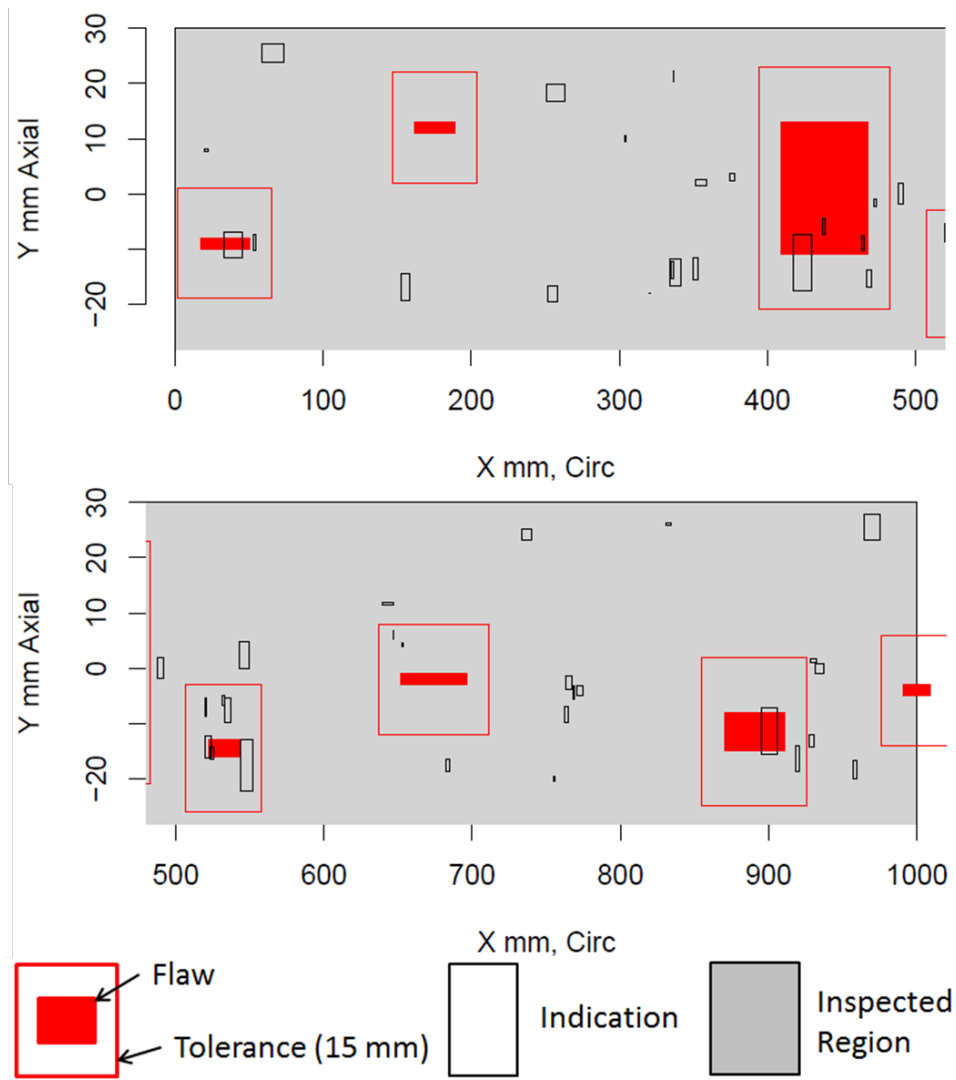 30
20
10
0
−20
Y mm Axial
0 100 200 300 400 500
X mm, Circ
30
20
10
0
−20
Y mm Axial
500 600 700 800 900 1000
X mm, Circ
Flaw
Tolerance (15 mm)
Indication
Inspected
Region